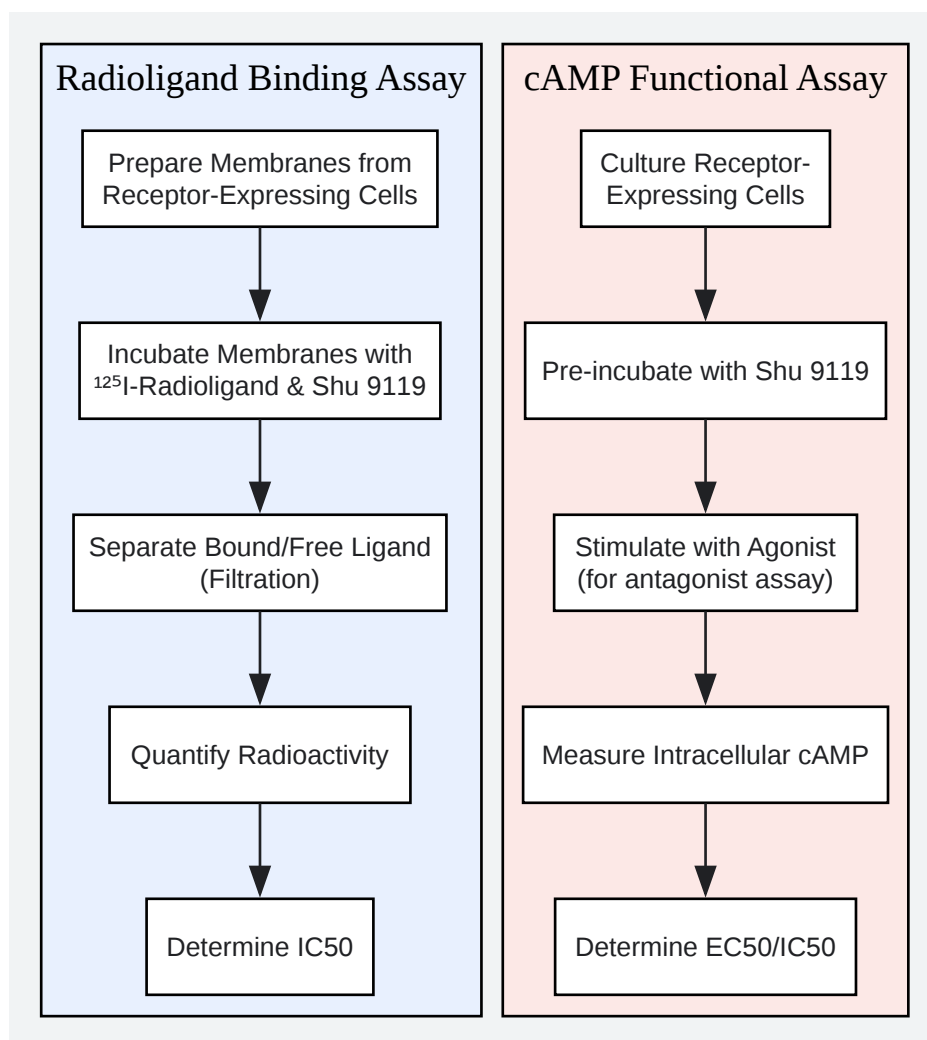 Radioligand Binding Assay
Prepare Membranes from
Receptor-Expressing Cells
Incubate Membranes with
¹²⁵I-Radioligand & Shu 9119
Separate Bound/Free Ligand
(Filtration)
Quantify Radioactivity
Determine IC50
cAMP Functional Assay
Culture Receptor-
Expressing Cells
Pre-incubate with Shu 9119
Stimulate with Agonist
(for antagonist assay)
Measure Intracellular cAMP
Determine EC50/IC50